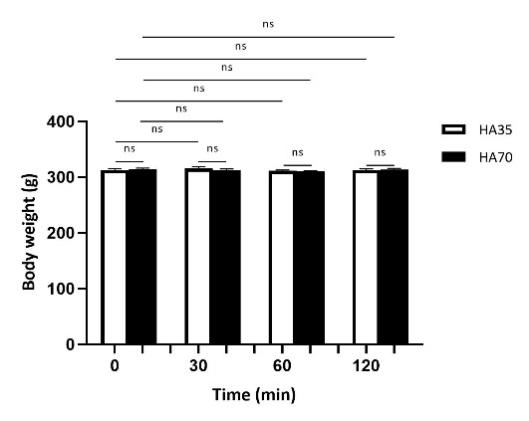 ns
ns
ns
ns
ns
ns
ns ns ns ns
400
300
200
100
0
Body weight (g)
0 30 60 120
Time (min)
HA35
HA70